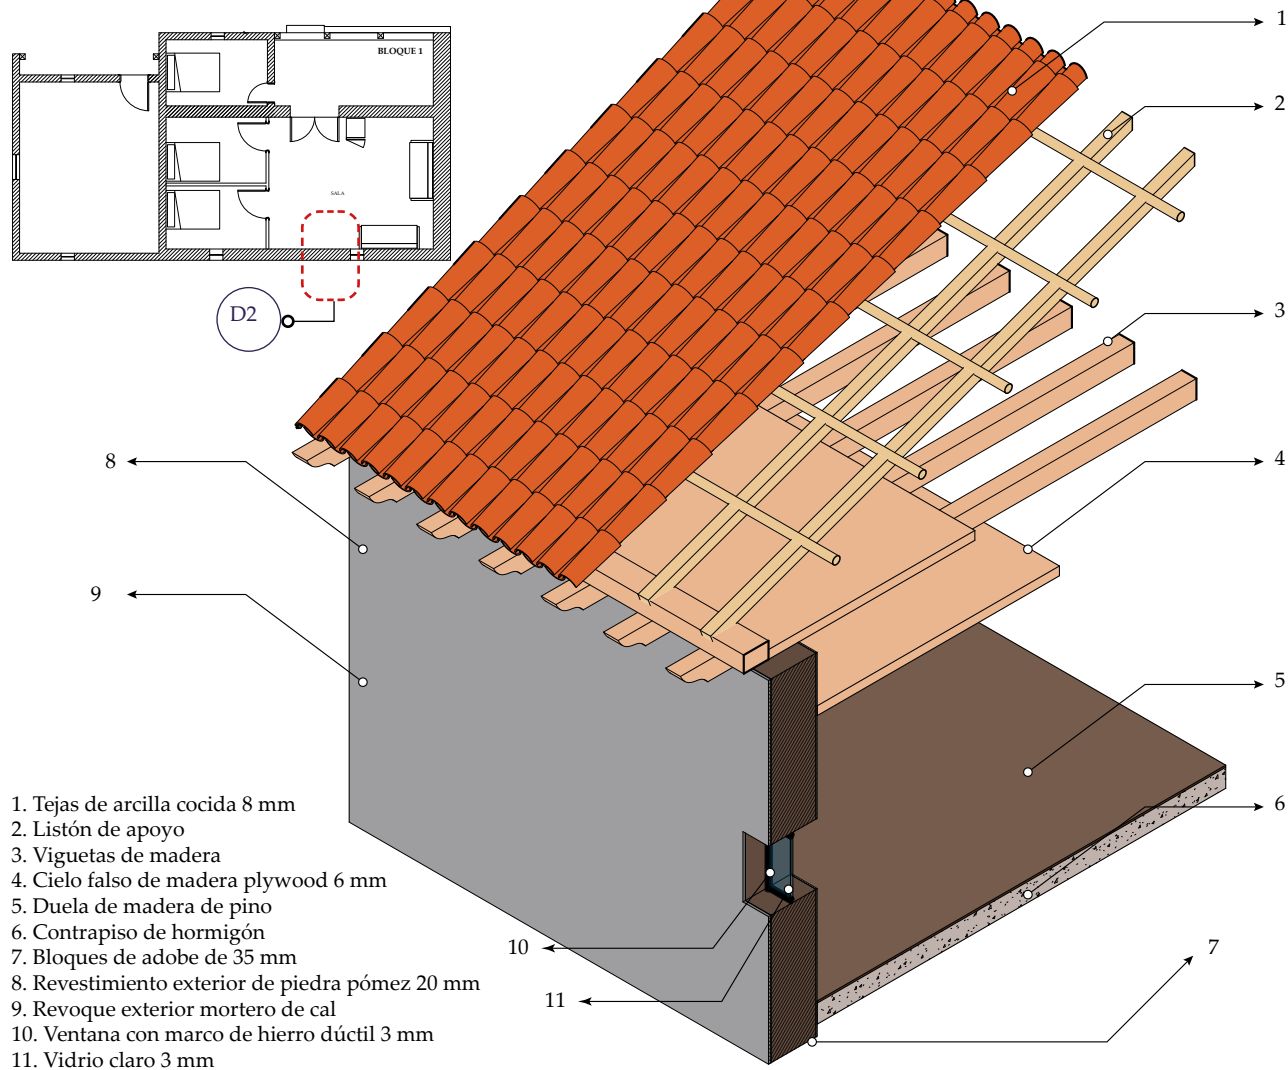 BLOQUE 1
SALA
D2
1
2
3
4
5
6
7
8
9
10
11
1. Tejas de arcilla cocida 8 mm
2. Listón de apoyo
3. Viguetas de madera
4. Cielo falso de madera plywood 6 mm
5. Duela de madera de pino
6. Contrapiso de hormigón
7. Bloques de adobe de 35 mm
8. Revestimiento exterior de piedra pómez 20 mm
9. Revoque exterior mortero de cal
10. Ventana con marco de hierro dúctil 3 mm
11. Vidrio claro 3 mm